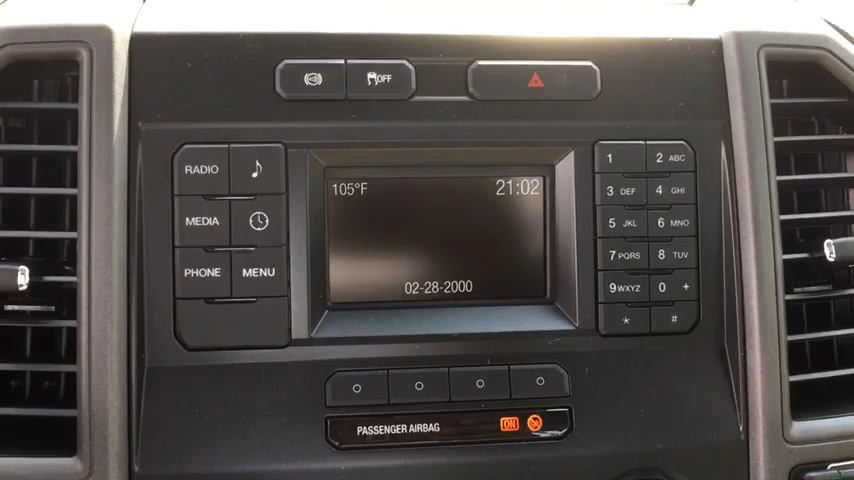 OFF
RADIO
MEDIA
PHONE MENU
105°F 21:02
02-28-2000
1 2 ABC
3 DEF 4 GHI
5 JKL 6 MNO
7 PQRS 8 TUV
9 WXYZ 0 +
* #
PASSENGER AIRBAG ON